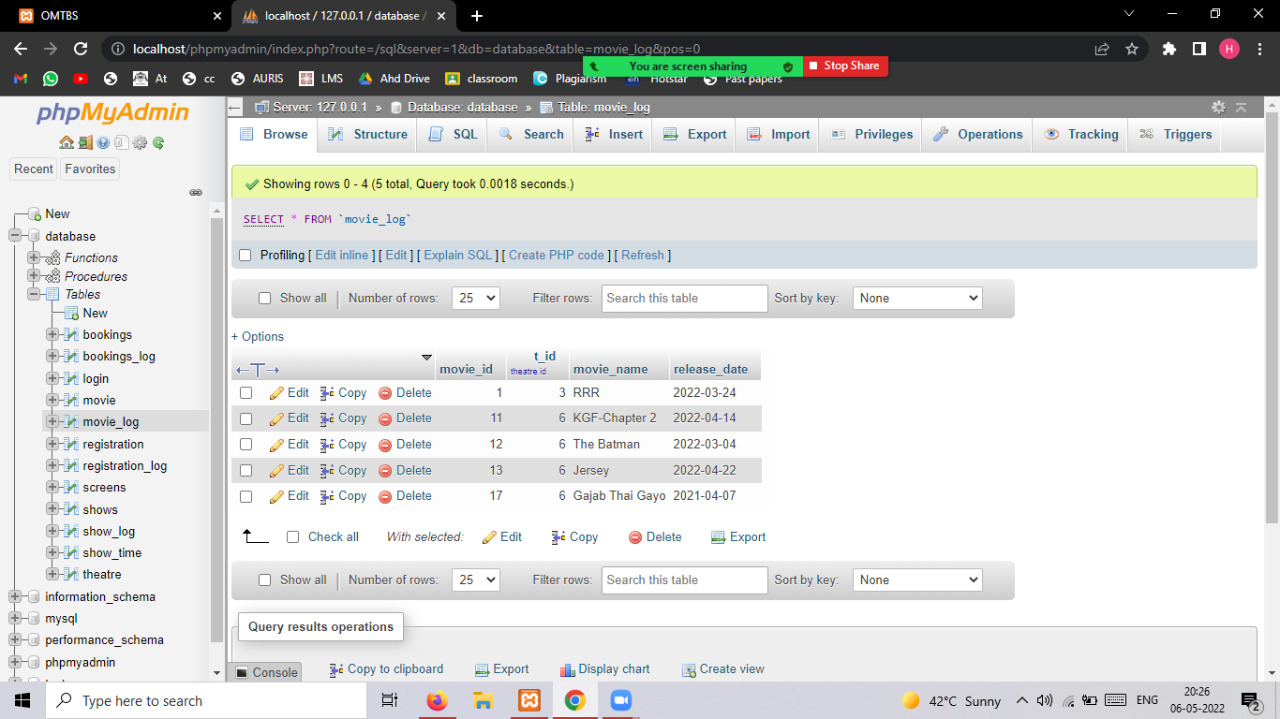 OMTBS
localhost / 127.0.0.1 / database /
localhost/phpmyadmin/index.php?route=/sql&server=1&db=database&table=movie_log&pos=0
H
You are screen sharing
Stop Share
At
cc
AURIS
LMS
Ahd Drive
classroom
Plagiarism
Hotstar
Past papers
phpMyAdmin
Recent
Favorites
New
database
Functions
Procedures
Tables
New
bookings
bookings_log
login
movie
movie_log
registration
registration_log
screens
shows
show_log
show_time
theatre
information_schema
mysql
performance_schema
phpmyadmin
Server: 127.0.0.1 » Database: database » Table: movie_log
Browse Structure SQL Search Insert Export Import Privileges Operations Tracking Triggers
Showing rows 0 - 4 (5 total, Query took 0.0018 seconds.)
SELECT * FROM `movie_log`
Profiling [ Edit inline ] [ Edit ] [ Explain SQL ] [ Create PHP code ] [ Refresh ]
Show all | Number of rows: 25 Filter rows: Search this table Sort by key: None
+ Options
←T→ movie_id t_id theatre id movie_name release_date
Edit Copy Delete 1 3 RRR 2022-03-24
Edit Copy Delete 11 6 KGF-Chapter 2 2022-04-14
Edit Copy Delete 12 6 The Batman 2022-03-04
Edit Copy Delete 13 6 Jersey 2022-04-22
Edit Copy Delete 17 6 Gajab Thai Gayo 2021-04-07
Check all With selected: Edit Copy Delete Export
Show all | Number of rows: 25 Filter rows: Search this table Sort by key: None
Query results operations
Console
Copy to clipboard Export Display chart Create view
Type here to search
42°C Sunny
ENG
20:26
06-05-2022
2